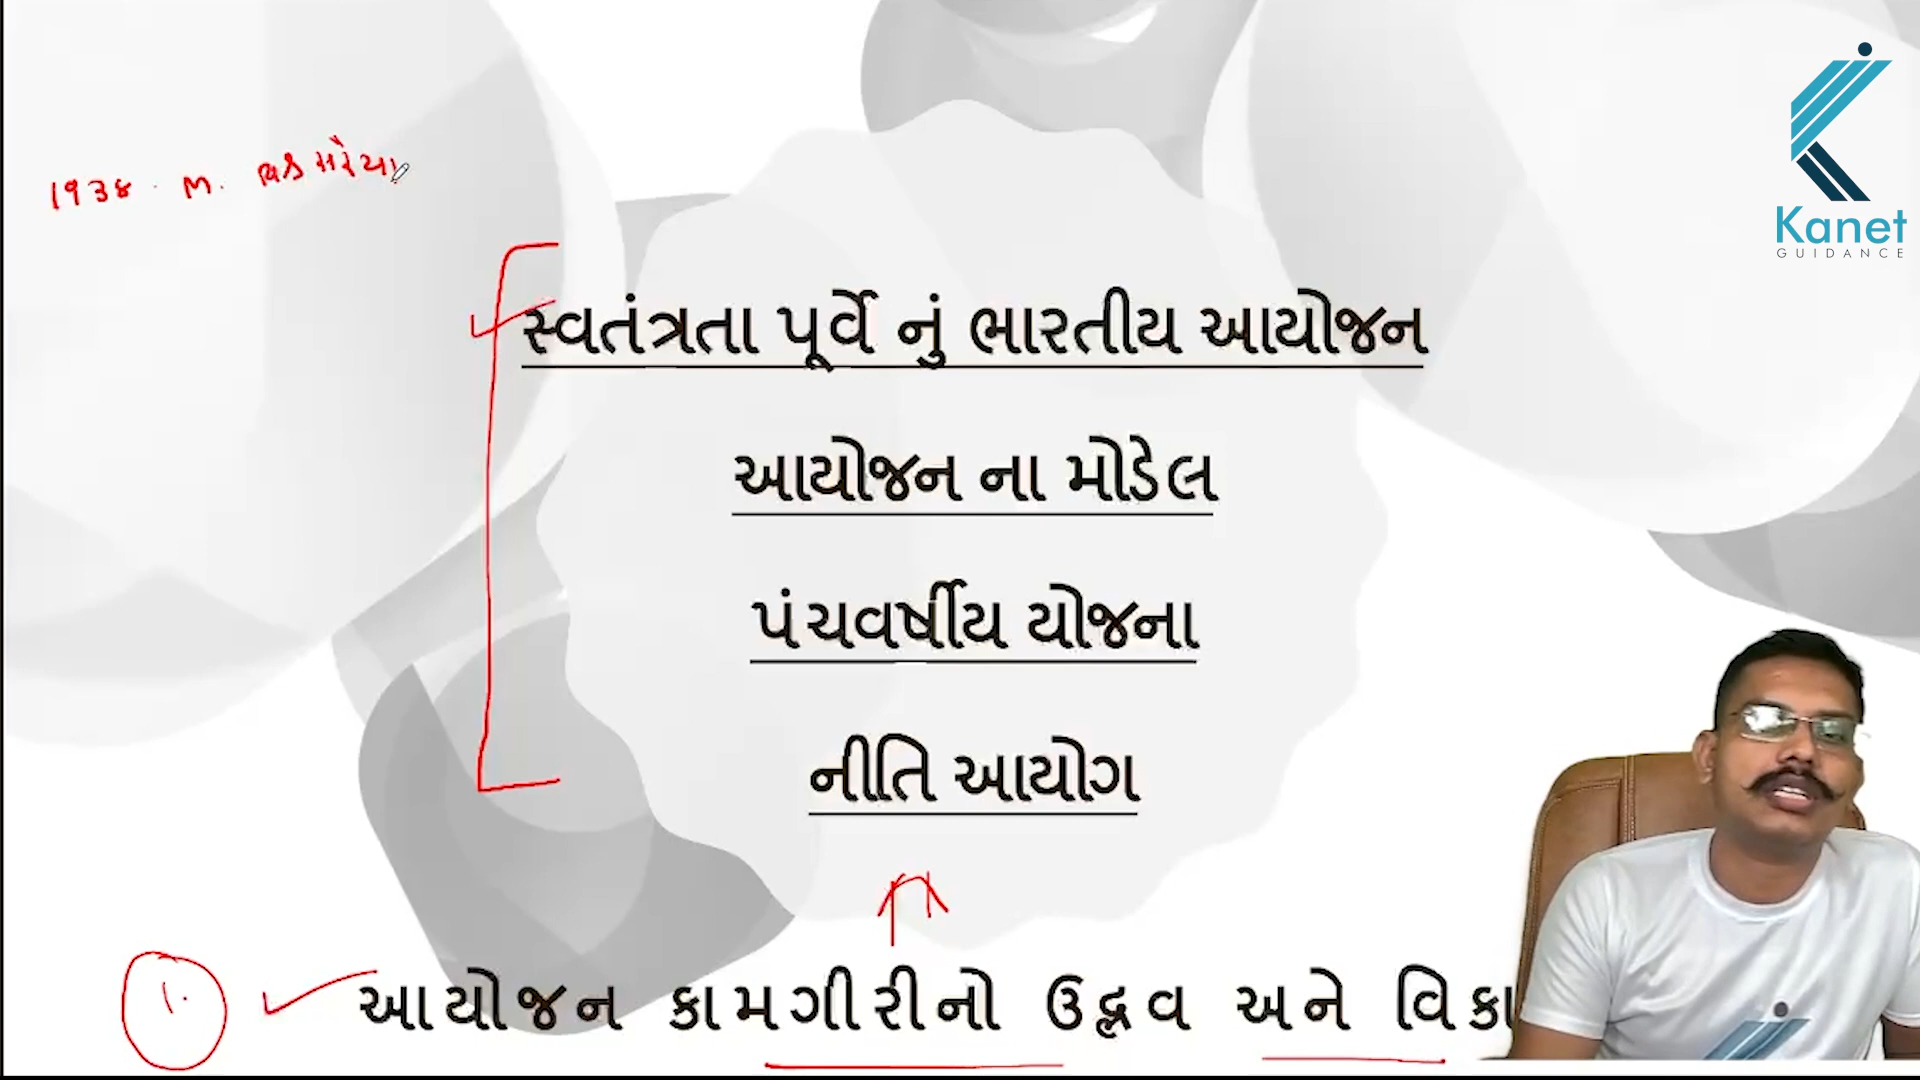 1934. M.
Kanet
GUIDANCE
સ્વતંત્રતા પૂર્વે નું ભારતીય આયોજન
આયોજન ના મોડેલ
પંચવર્ષીય યોજના
નીતિ આયોગ
1. આયોજન કામગીરીનો ઉદ્ભવ અને વિકા